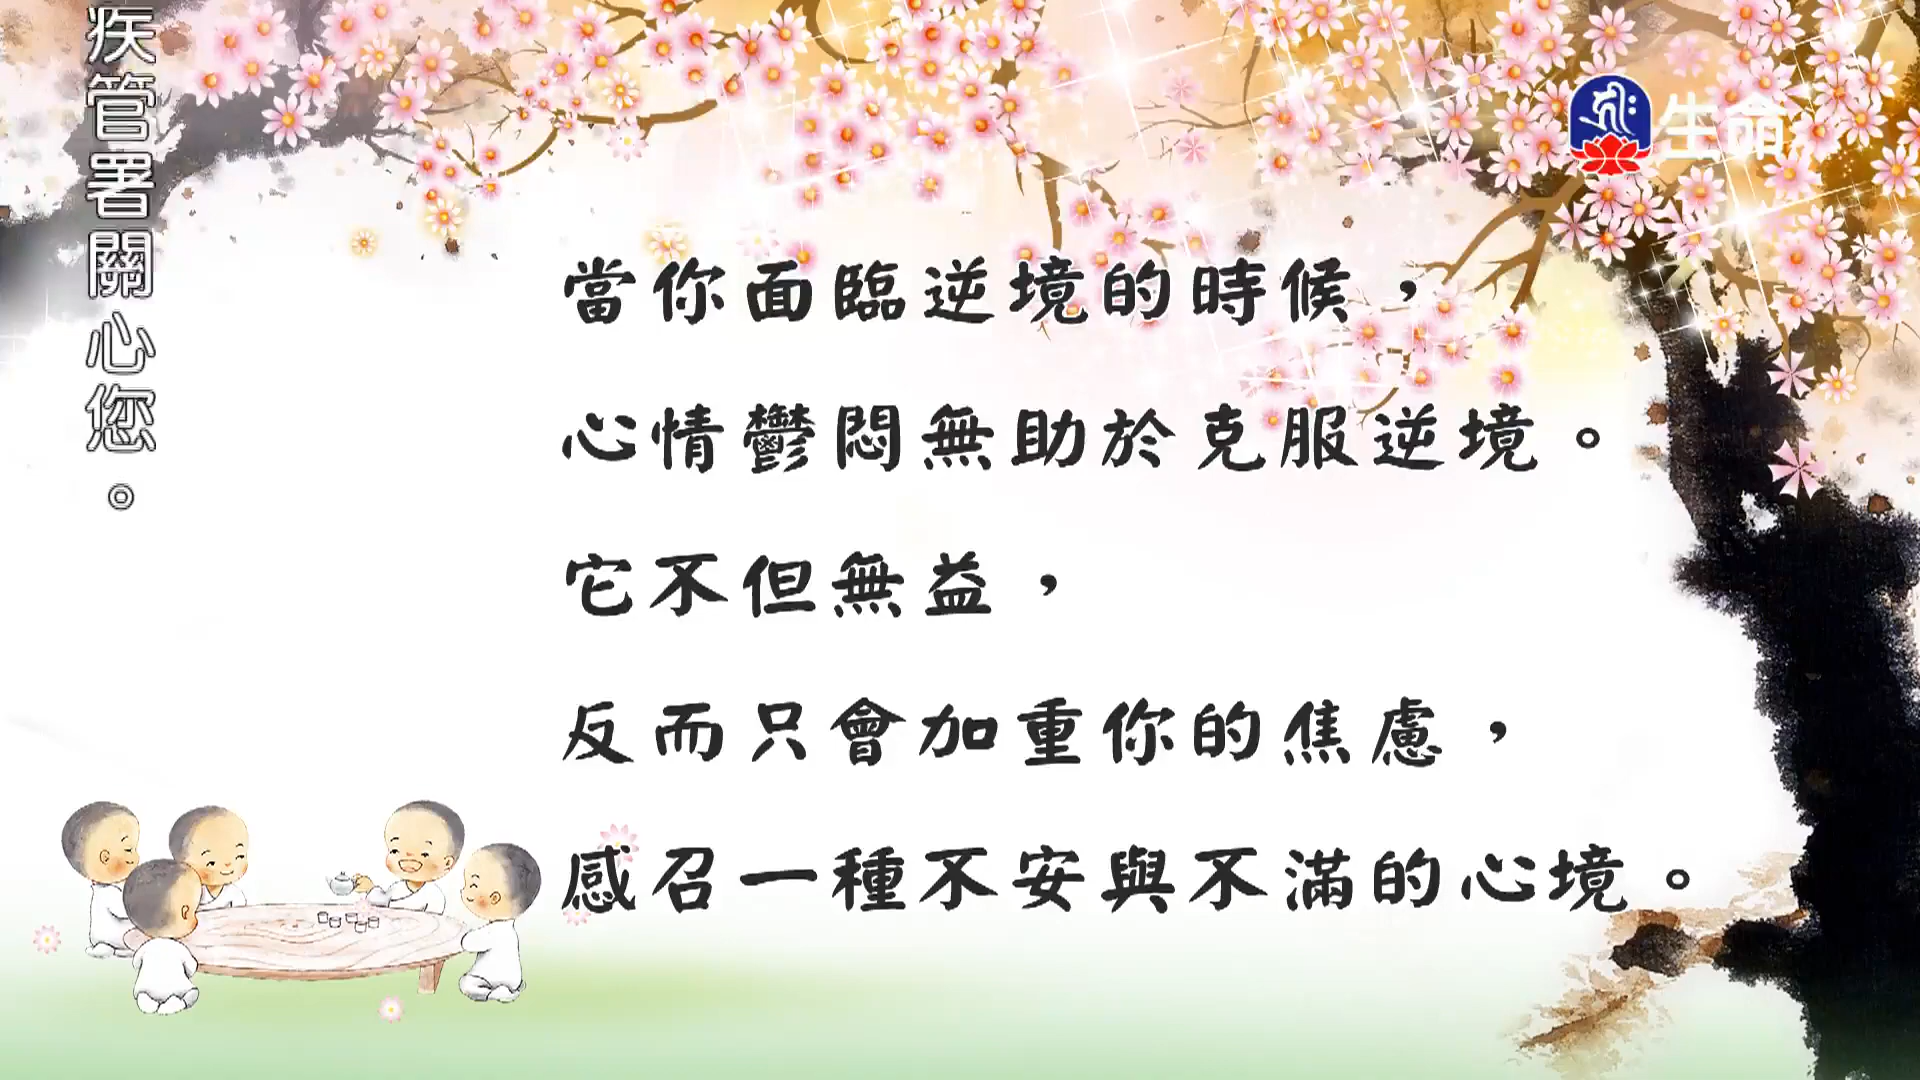 疾管署關心您。
生命
當你面臨逆境的時候，
心情鬱悶無助於克服逆境。
它不但無益，
反而只會加重你的焦慮，
感召一種不安與不滿的心境。